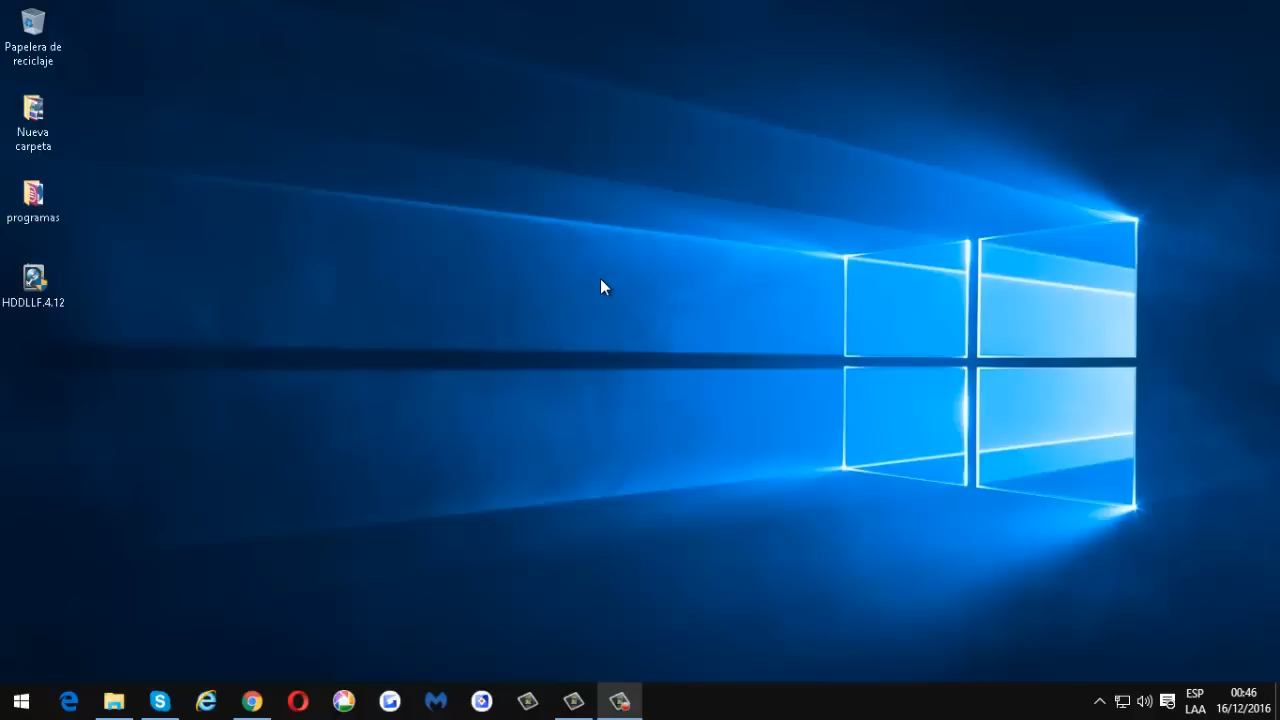 Papelera de
reciclaje
Nueva
carpeta
programas
HDDLLF.4.12
ESP
LAA
00:46
16/12/2016